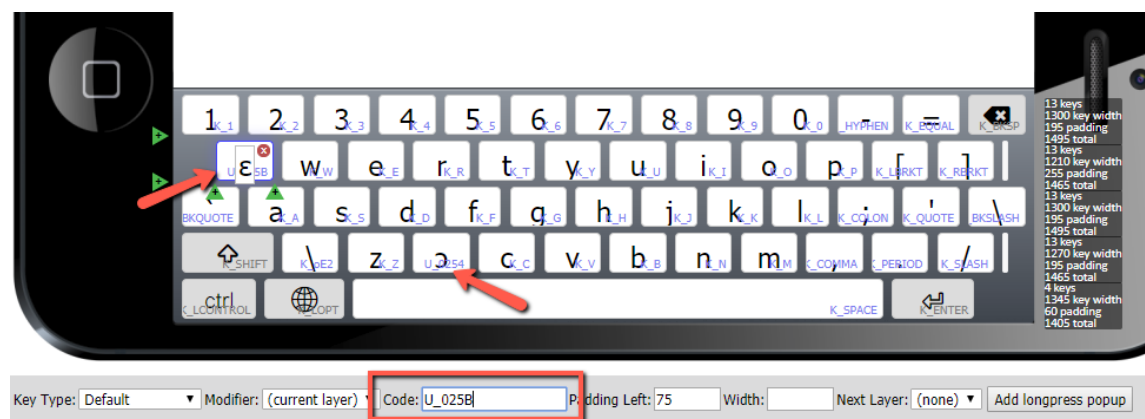 1 K_1 2 K_2 3 K_3 4 K_4 5 K_5 6 K_6 7 K_7 8 K_8 9 K_9 0 K_0 - _HYPHEN = K_EQUAL K_BKSP
ɛ U 5B w K_W e K_E r K_R t K_T y K_Y u K_U i K_I o K_O p K_P [ K_LBRKT ] K_RBRKT
` BKQUOTE a K_A s K_S d K_D f K_F g K_G h K_H j K_J k K_K l K_L ; K_COLON ' K_QUOTE \ BKSLASH
K_SHIFT \ K_oE2 z K_Z ɔ U_0254 c K_C v K_V b K_B n K_N m K_M , K_COMMA . K_PERIOD / K_SLASH
ctrl K_LCONTROL K_LOPT K_SPACE K_ENTER
13 keys
1300 key width
195 padding
1495 total
13 keys
1210 key width
255 padding
1465 total
13 keys
1300 key width
195 padding
1495 total
13 keys
1270 key width
195 padding
1465 total
4 keys
1345 key width
60 padding
1405 total
Key Type: Default Modifier: (current layer) Code: U_025B Padding Left: 75 Width: Next Layer: (none) Add longpress popup